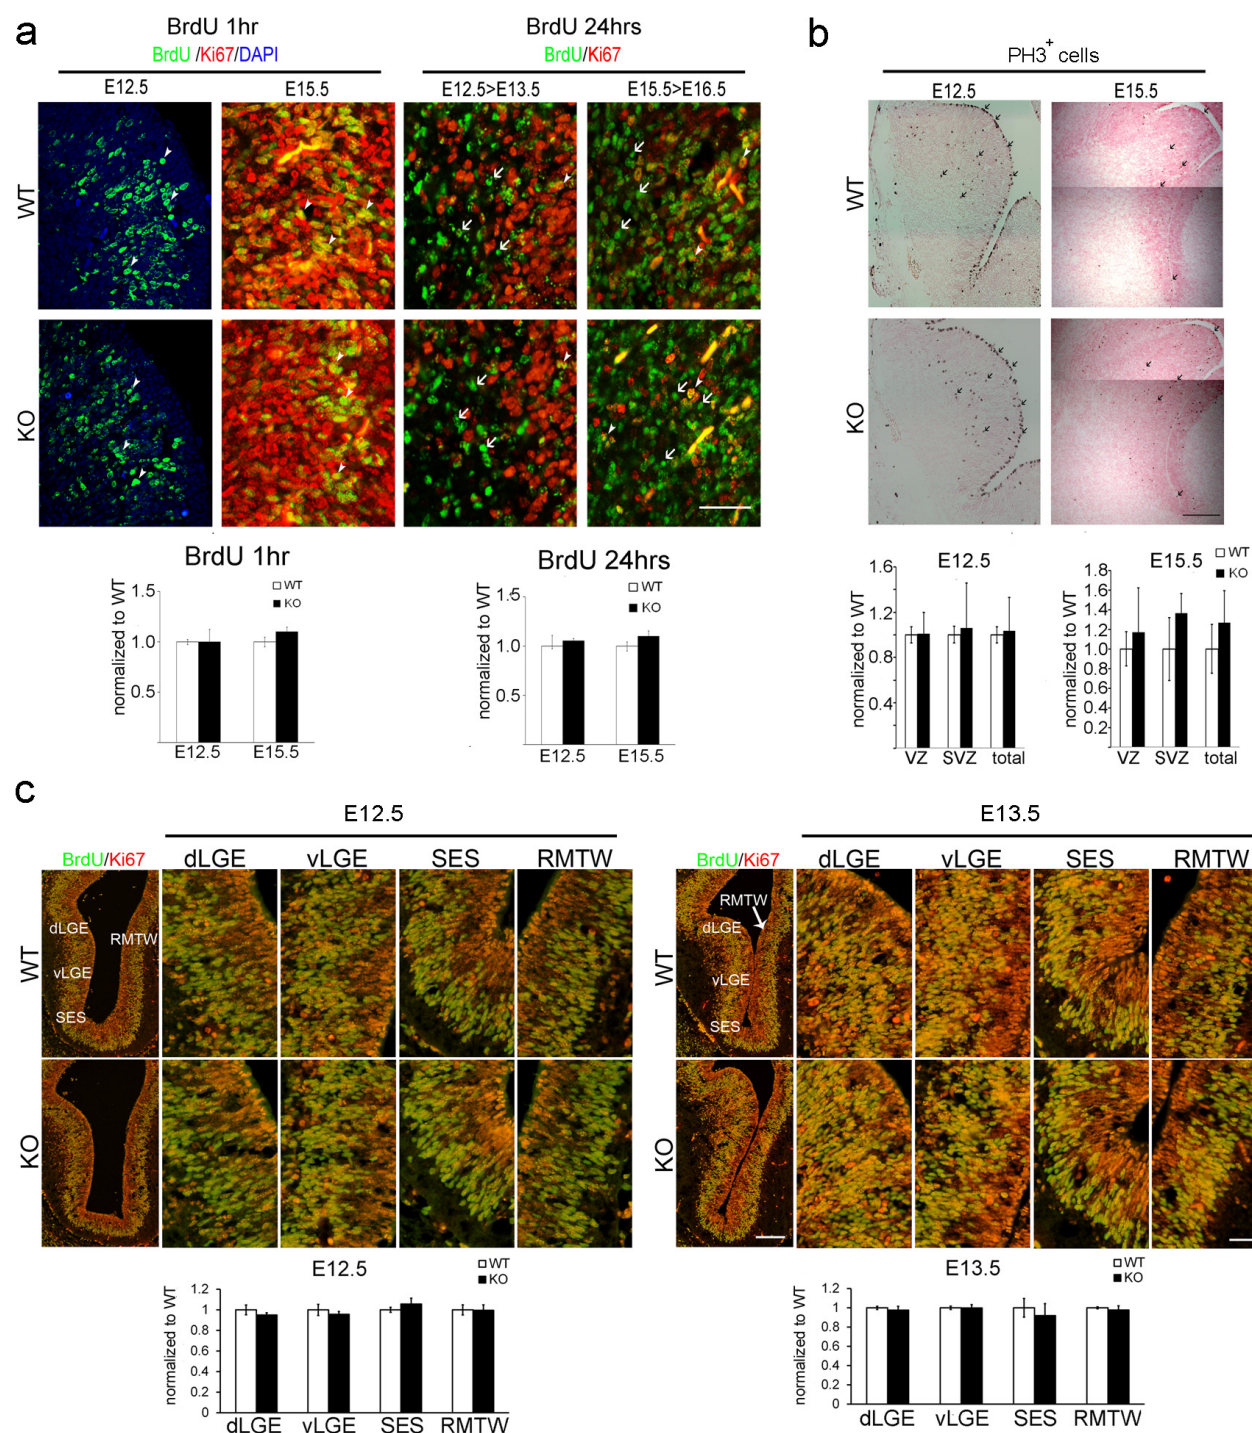 a
BrdU 1hr
BrdU /Ki67/DAPI
E12.5
E15.5
BrdU 24hrs
BrdU/Ki67
E12.5>E13.5
E15.5>E16.5
WT
KO
BrdU 1hr
WT
KO
normalized to WT
1.5
1.0
0.5
E12.5
E15.5
BrdU 24hrs
WT
KO
normalized to WT
1.5
1.0
0.5
E12.5
E15.5
b
PH3+ cells
E12.5
E15.5
WT
KO
E12.5
normalized to WT
1.6
1.2
1.0
0.8
0.4
VZ
SVZ
total
E15.5
WT
KO
normalized to WT
1.8
1.6
1.4
1.2
1.0
0.8
0.6
0.4
0.2
VZ
SVZ
total
c
E12.5
BrdU/Ki67
dLGE
vLGE
SES
RMTW
WT
dLGE
RMTW
vLGE
SES
KO
E12.5
WT
KO
normalized to WT
1.2
1
0.8
0.6
0.4
0.2
0
dLGE
vLGE
SES
RMTW
E13.5
BrdU/Ki67
dLGE
vLGE
SES
RMTW
WT
RMTW
dLGE
vLGE
SES
KO
E13.5
WT
KO
normalized to WT
1.2
1
0.8
0.6
0.4
0.2
0
dLGE
vLGE
SES
RMTW